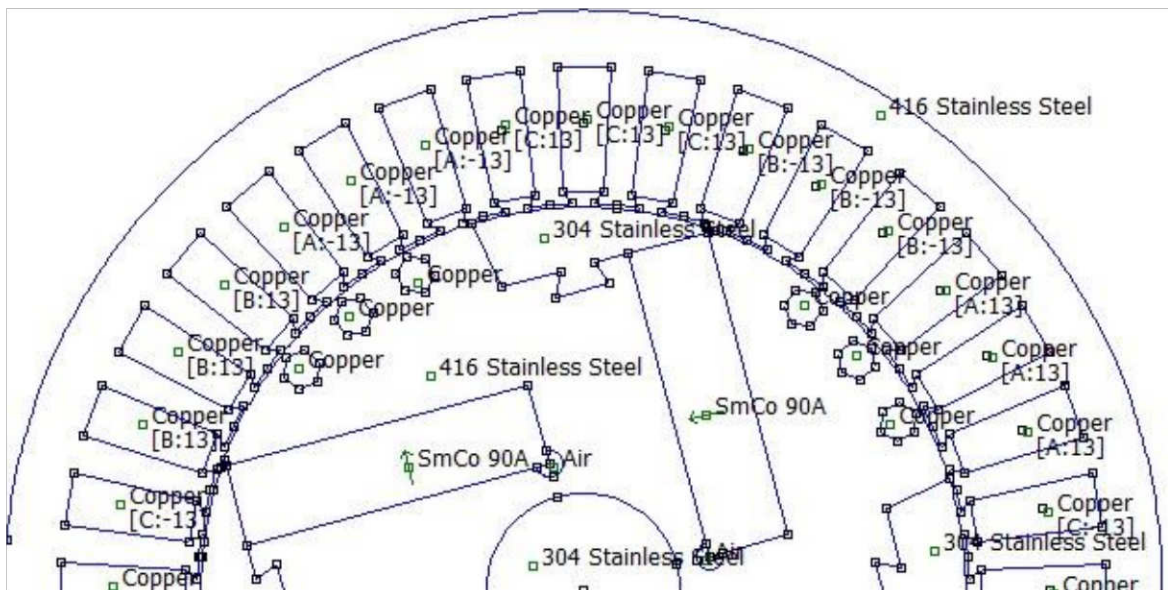 416 Stainless Steel
Copper
[C:13]
Copper
[C:13]
Copper
[C:13]
Copper
[A:-13]
Copper
[B:-13]
Copper
[A:-13]
Copper
[B:-13]
Copper
[A:-13]
304 Stainless Steel
Copper
[B:-13]
Copper
[B:13]
Copper
Copper
[A:13]
Copper
Copper
Copper
[B:13]
Copper
Copper
Copper
[A:13]
416 Stainless Steel
Copper
[B:13]
SmCo 90A
Copper
Copper
[A:13]
SmCo 90A
Air
Copper
[C:-13
Copper
[C:-13]
304 Stainless Steel
Air
304 Stainless Steel
Copper
Copper